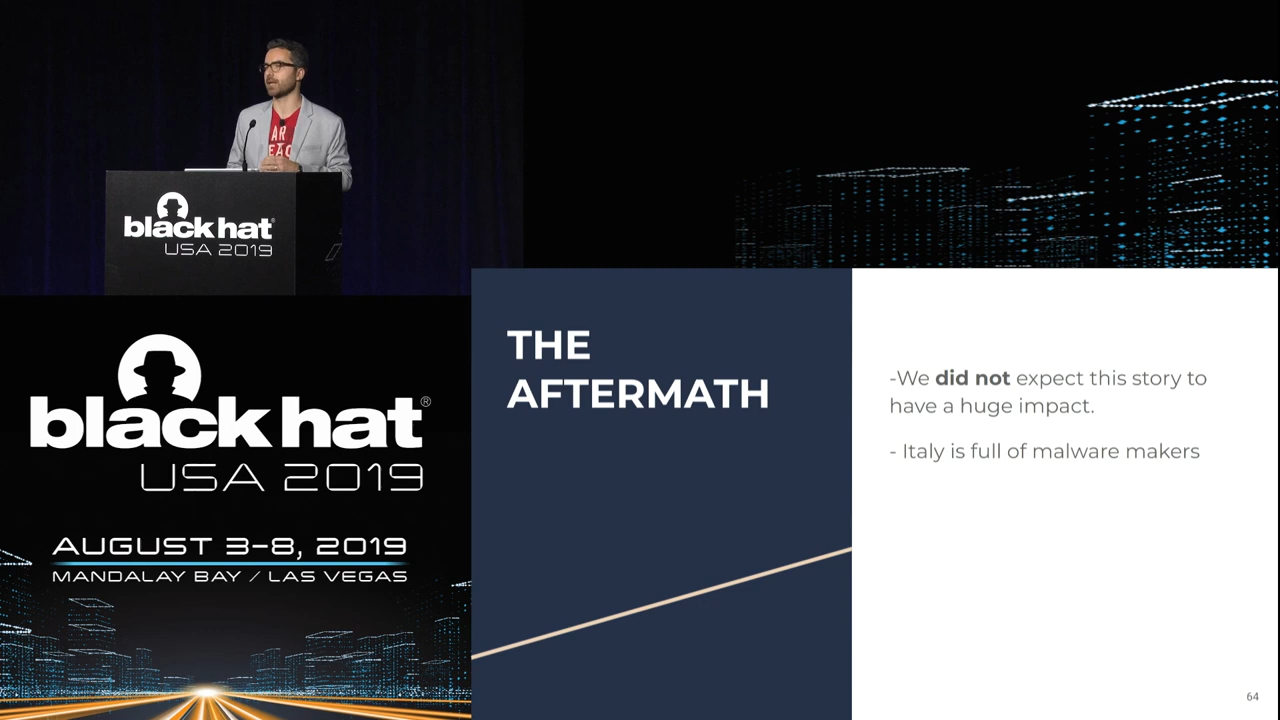 AR
black hat
USA 2019
black hat®
USA 2019
AUGUST 3-8, 2019
MANDALAY BAY / LAS VEGAS
THE
AFTERMATH
-We did not expect this story to
have a huge impact.
- Italy is full of malware makers
64